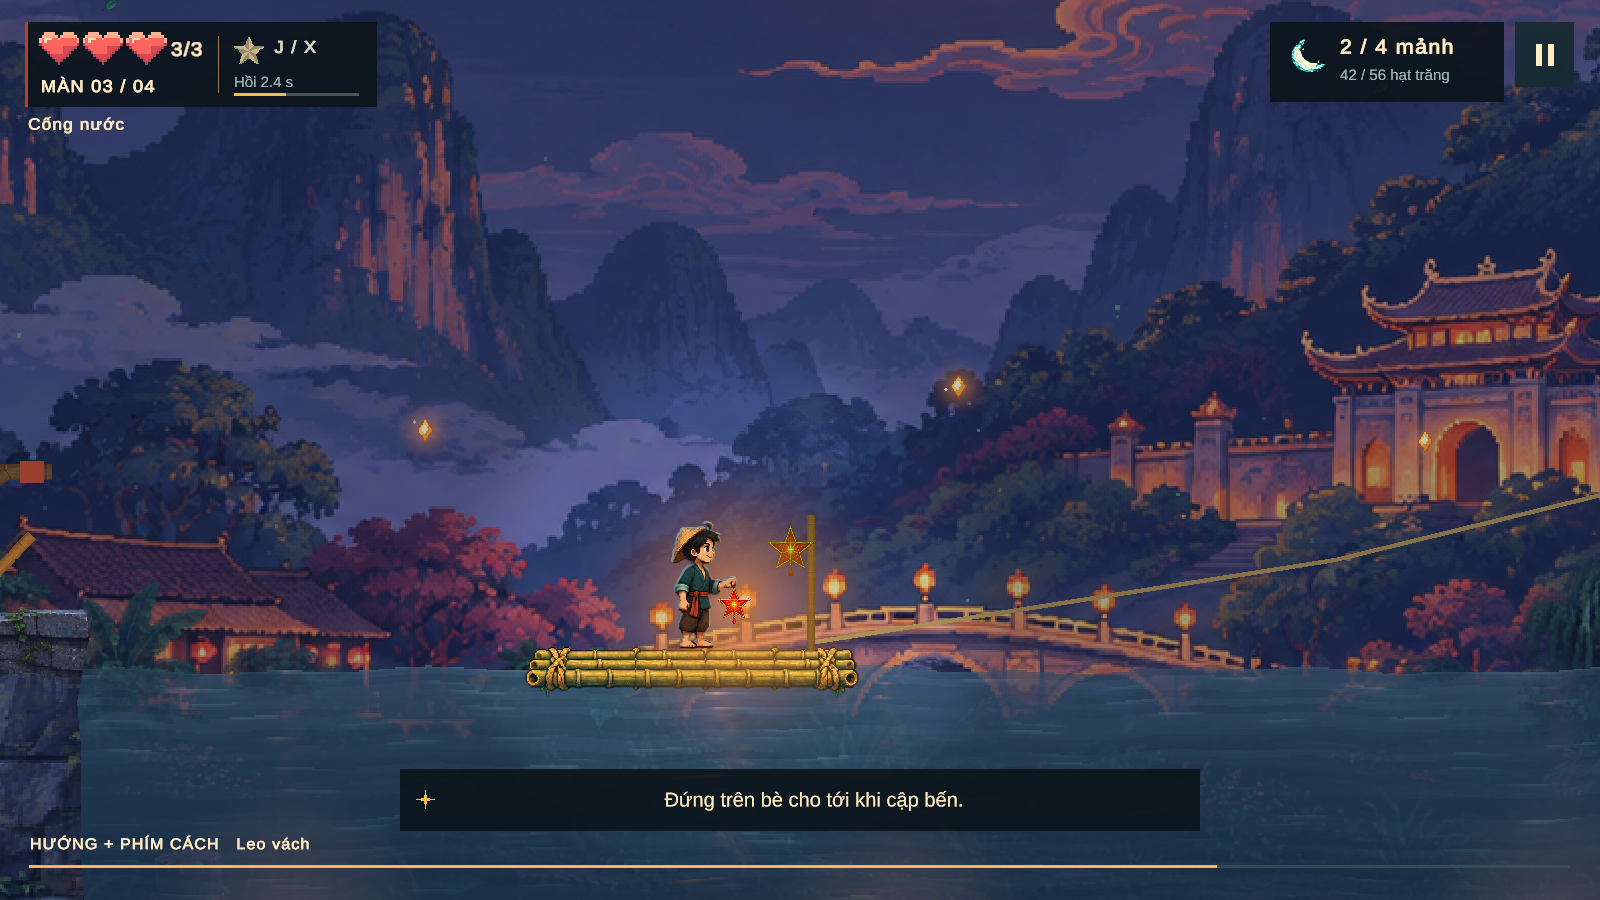 3/3
J / X
Hồi 2.4 s
MÀN 03 / 04
Cống nước
2 / 4 mảnh
42 / 56 hạt trăng
Đứng trên bè cho tới khi cập bến.
HƯỚNG + PHÍM CÁCH Leo vách